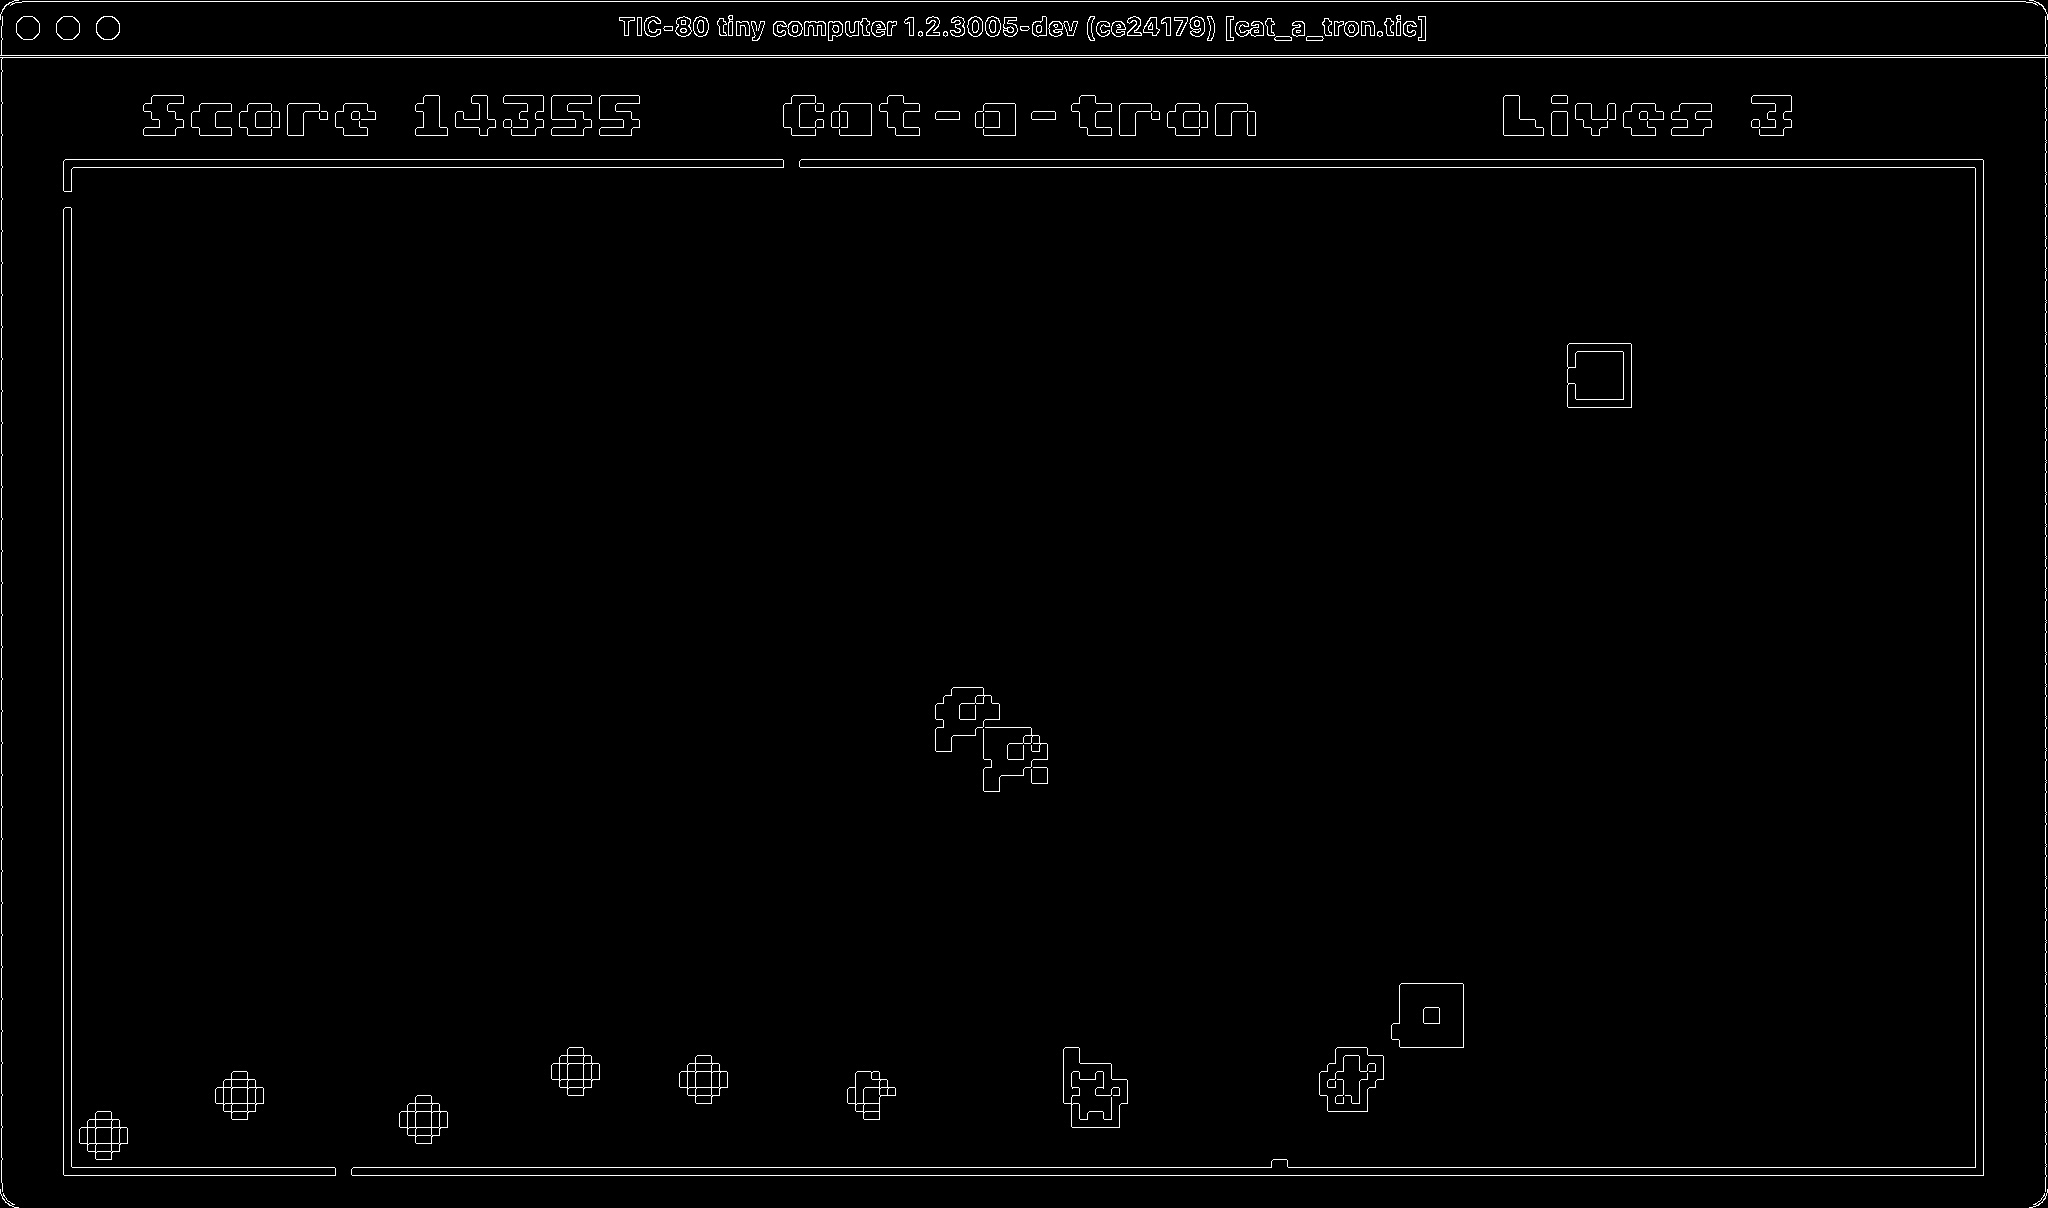 TIC-80 tiny computer 1.2.3005-dev (ce24179) [cat_a_tron.tic]
Score 14355 Cat-a-tron Lives 3